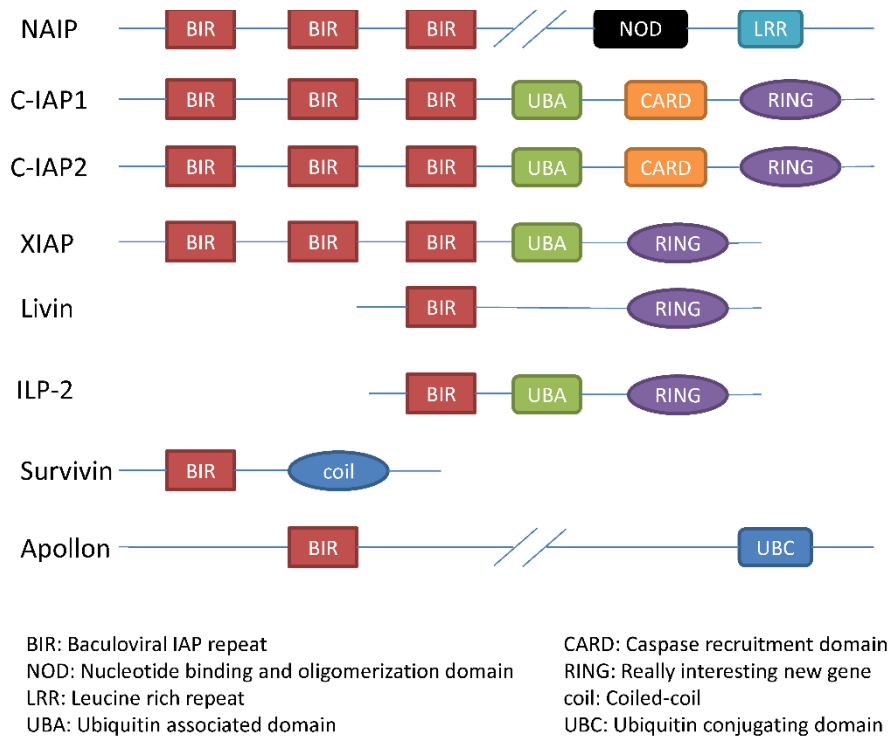 NAIP BIR BIR BIR NOD LRR
C-IAP1 BIR BIR BIR UBA CARD RING
C-IAP2 BIR BIR BIR UBA CARD RING
XIAP BIR BIR BIR UBA RING
Livin BIR RING
ILP-2 BIR UBA RING
Survivin BIR coil
Apollon BIR UBC
BIR: Baculoviral IAP repeat
NOD: Nucleotide binding and oligomerization domain
LRR: Leucine rich repeat
UBA: Ubiquitin associated domain
CARD: Caspase recruitment domain
RING: Really interesting new gene
coil: Coiled-coil
UBC: Ubiquitin conjugating domain